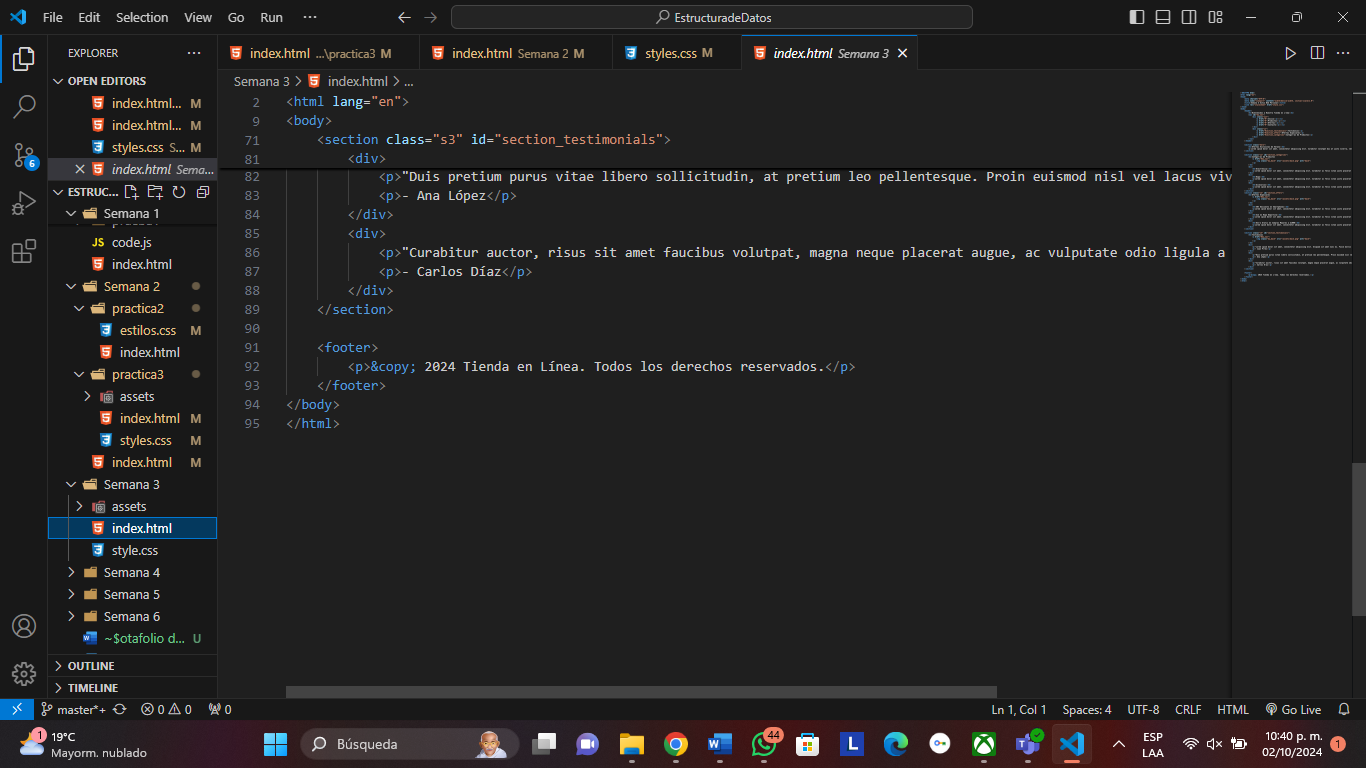 File Edit Selection View Go Run ···
EstructuradeDatos
EXPLORER ···
OPEN EDITORS
index.html... M
index.html... M
styles.css S... M
index.html Sema...
ESTRUC...
Semana 1
JS code.js
index.html
Semana 2
practica2
estilos.css M
index.html
practica3
assets
index.html M
styles.css M
index.html M
Semana 3
assets
index.html
style.css
Semana 4
Semana 5
Semana 6
~$otafolio d... U
OUTLINE
TIMELINE
index.html ...\practica3 M
index.html Semana 2 M
styles.css M
index.html Semana 3
Semana 3 > index.html > ...
2 <html lang="en">
9 <body>
71 <section class="s3" id="section_testimonials">
81 <div>
82 <p>"Duis pretium purus vitae libero sollicitudin, at pretium leo pellentesque. Proin euismod nisl vel lacus viv
83 <p>- Ana López</p>
84 </div>
85 <div>
86 <p>"Curabitur auctor, risus sit amet faucibus volutpat, magna neque placerat augue, ac vulputate odio ligula a
87 <p>- Carlos Díaz</p>
88 </div>
89 </section>
90
91 <footer>
92 <p>&copy; 2024 Tienda en Línea. Todos los derechos reservados.</p>
93 </footer>
94 </body>
95 </html>
6
master*+ 0 0 0
Ln 1, Col 1 Spaces: 4 UTF-8 CRLF HTML Go Live
1
19°C
Mayorm. nublado
Búsqueda
44
L
ESP
LAA
10:40 p. m.
02/10/2024
1